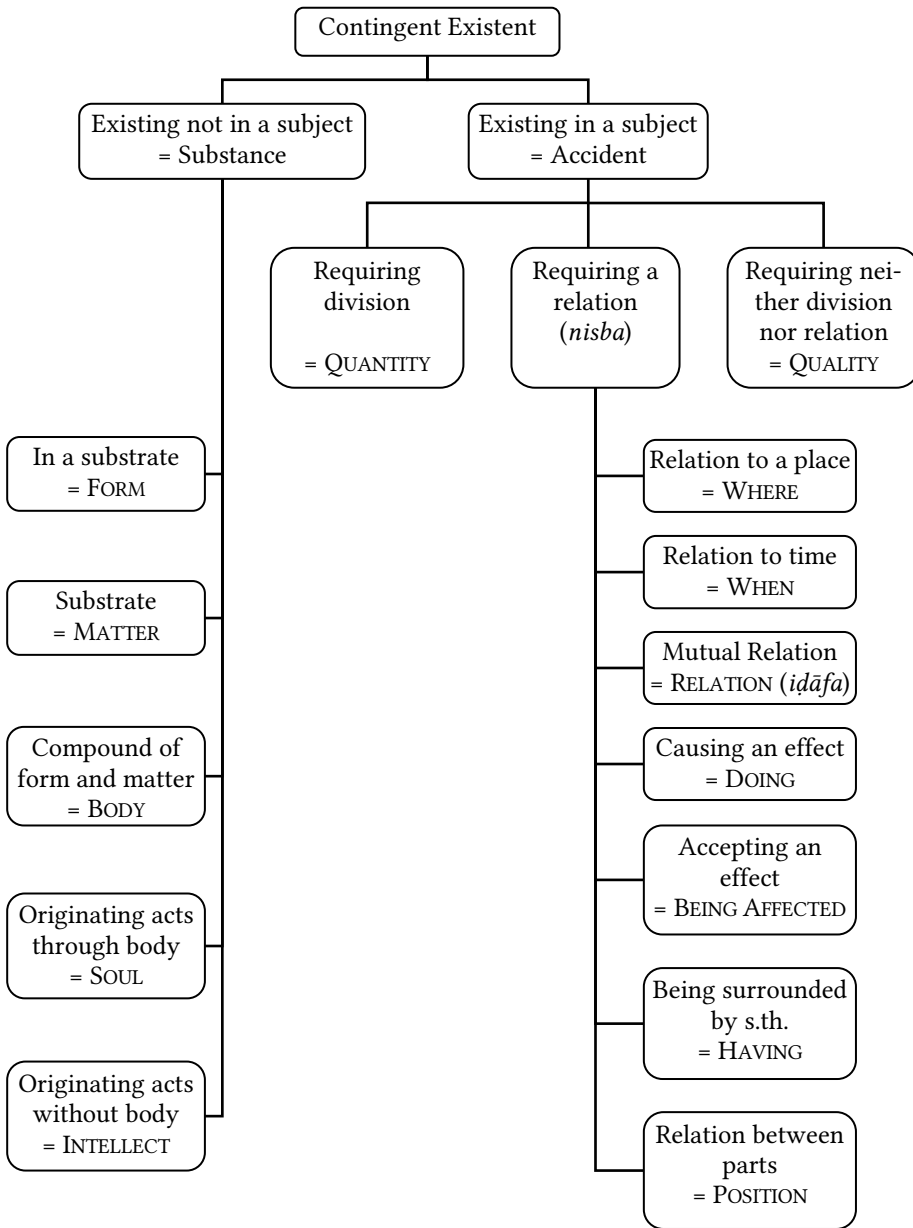 Contingent Existent
Existing not in a subject
= Substance
Existing in a subject
= Accident
Requiring
division
= QUANTITY
Requiring a
relation
(nisba)
Requiring nei-
ther division
nor relation
= QUALITY
In a substrate
= FORM
Substrate
= MATTER
Compound of
form and matter
= BODY
Originating acts
through body
= SOUL
Originating acts
without body
= INTELLECT
Relation to a place
= WHERE
Relation to time
= WHEN
Mutual Relation
= RELATION (iḍāfa)
Causing an effect
= DOING
Accepting an
effect
= BEING AFFECTED
Being surrounded
by s.th.
= HAVING
Relation between
parts
= POSITION